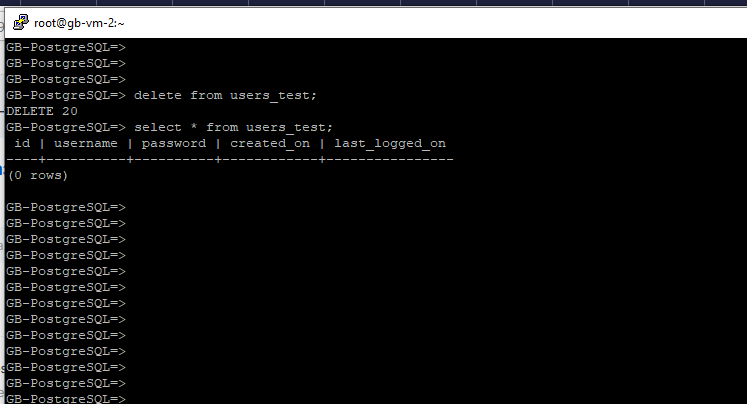 root@gb-vm-2:~
GB-PostgreSQL=>
GB-PostgreSQL=>
GB-PostgreSQL=>
GB-PostgreSQL=> delete from users_test;
DELETE 20
GB-PostgreSQL=> select * from users_test;
 id | username | password | created_on | last_logged_on
----+----------+----------+------------+----------------
(0 rows)

GB-PostgreSQL=>
GB-PostgreSQL=>
GB-PostgreSQL=>
GB-PostgreSQL=>
GB-PostgreSQL=>
GB-PostgreSQL=>
GB-PostgreSQL=>
GB-PostgreSQL=>
GB-PostgreSQL=>
GB-PostgreSQL=>
GB-PostgreSQL=>
GB-PostgreSQL=>
GB-PostgreSQL=>